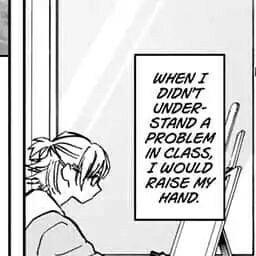 WHEN I
DIDN'T
UNDER-
STAND A
PROBLEM
IN CLASS,
I WOULD
RAISE MY
HAND.